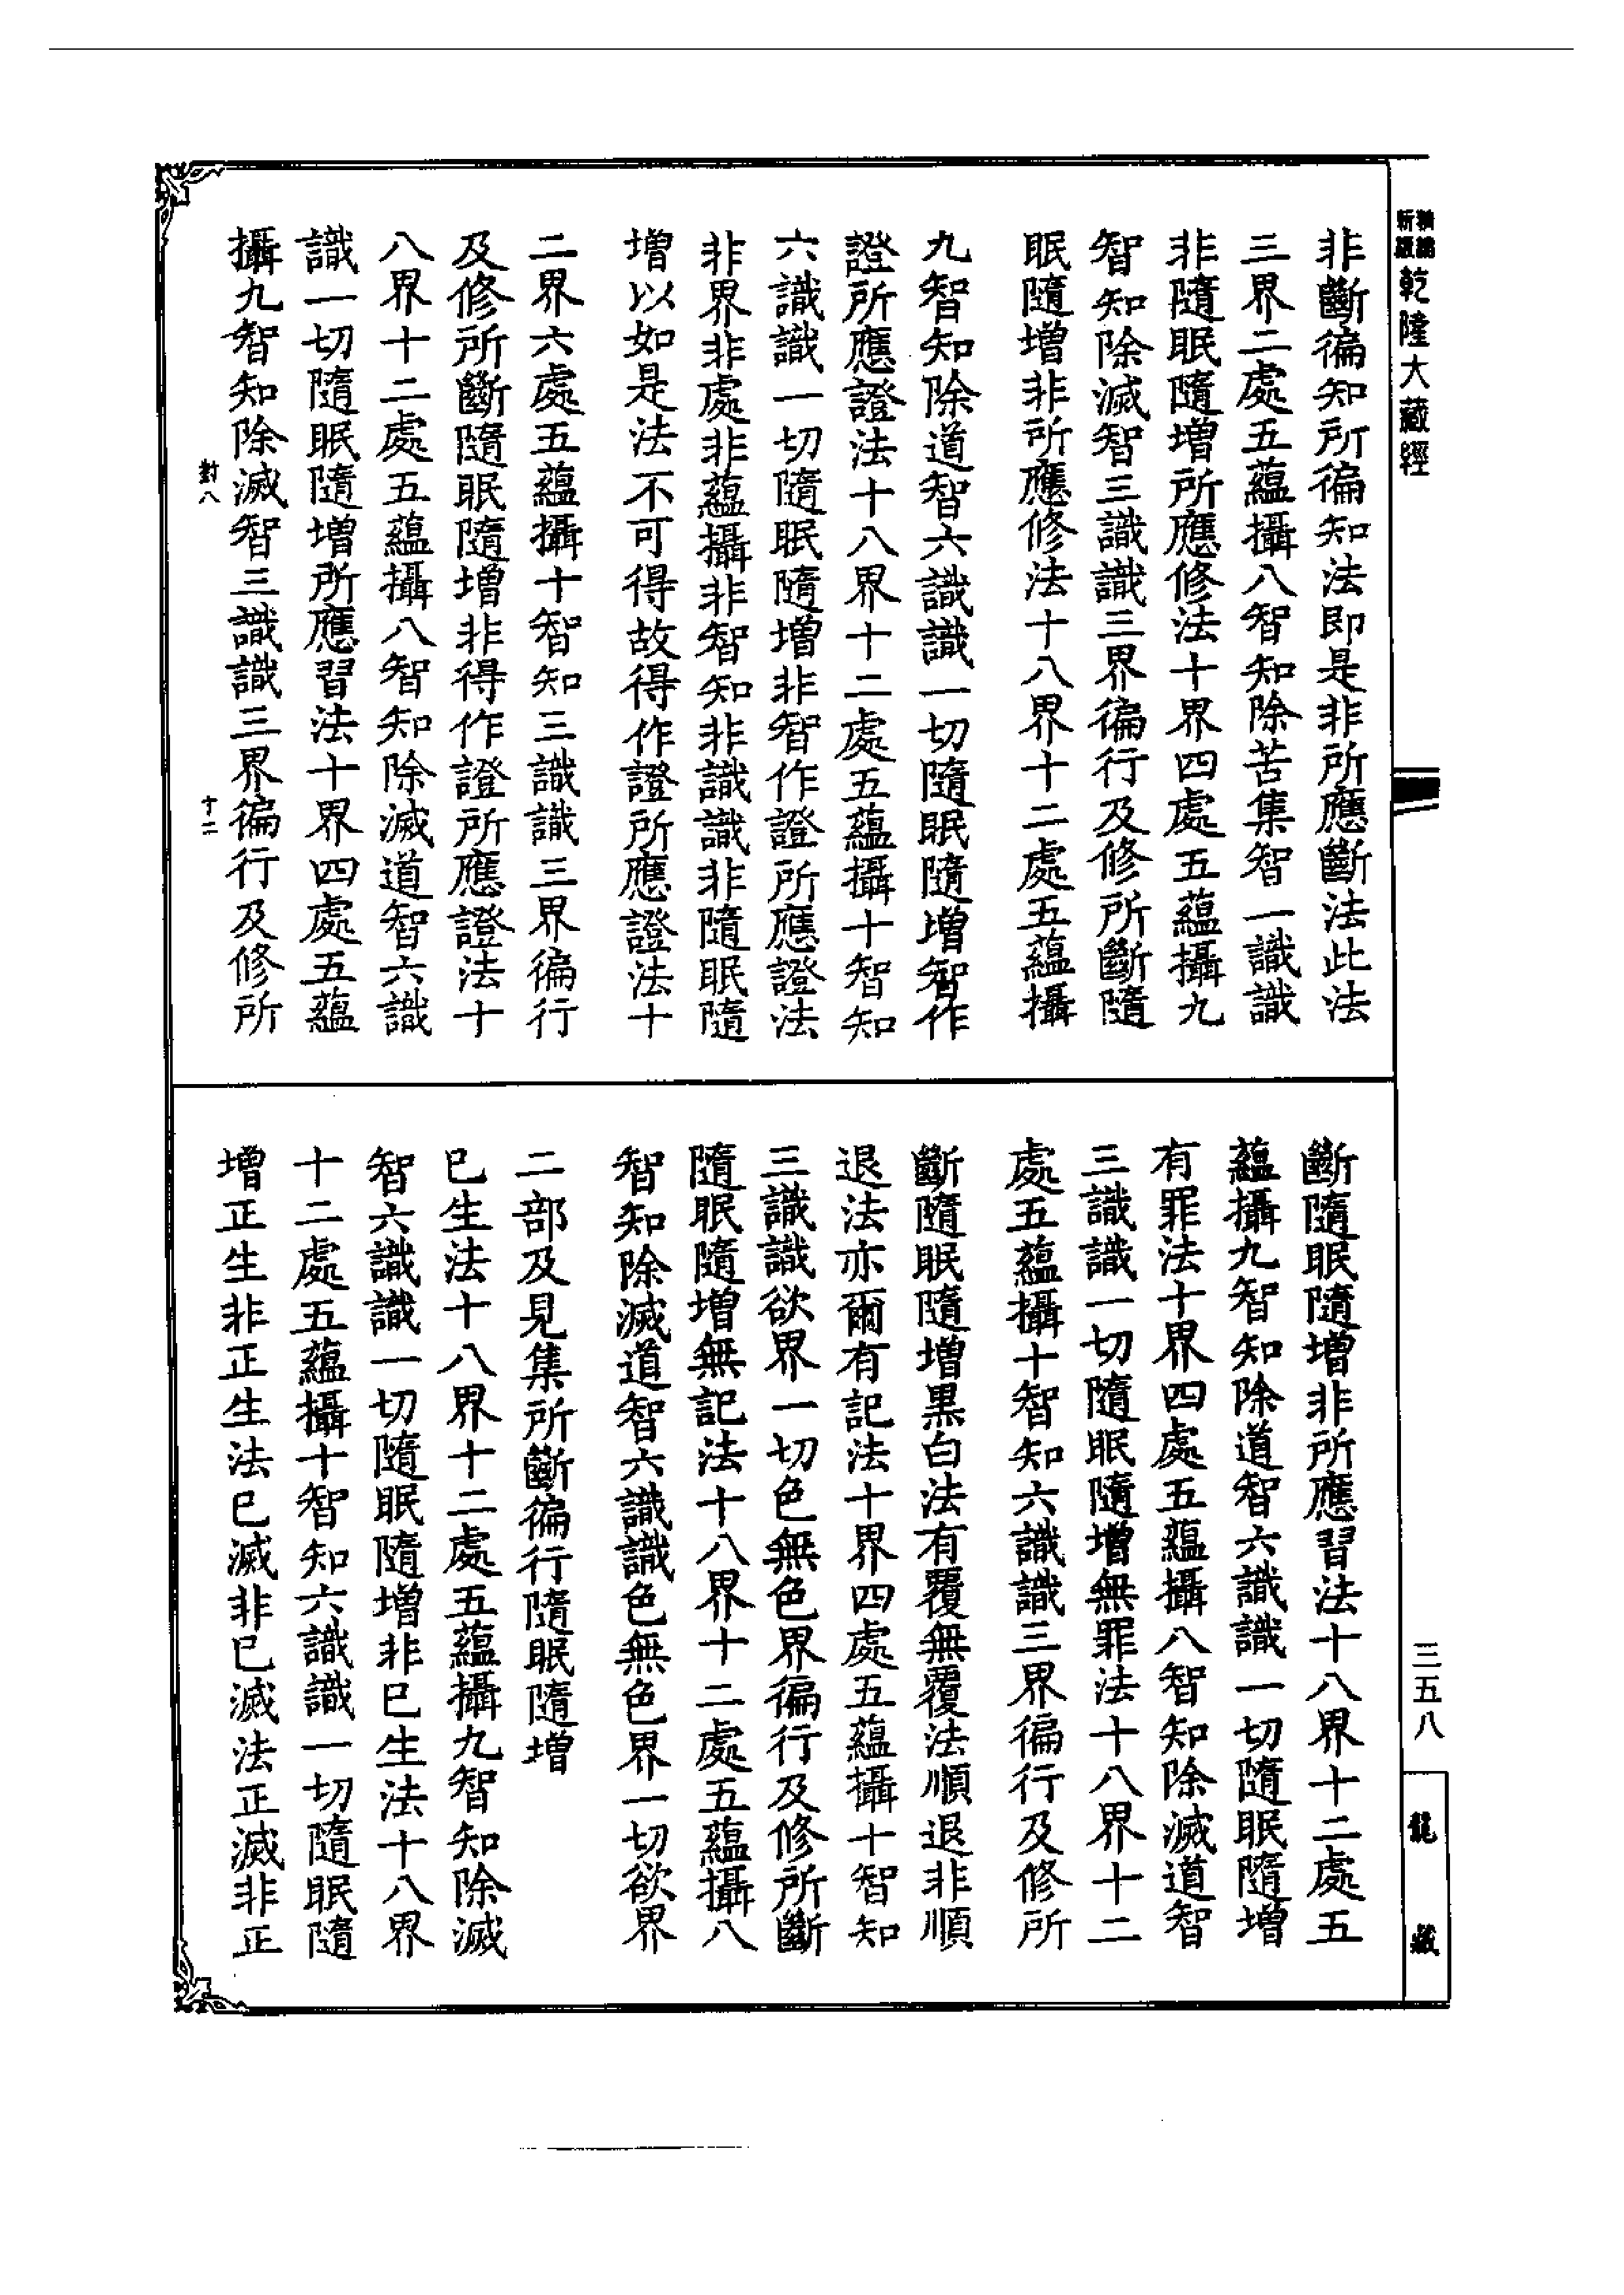 新續
精編
乾隆大藏經
非斷徧知所徧知法即是非所應斷法此法
三界二處五蘊攝八智知除苦集智一識識
非隨眠隨增所應修法十界四處五蘊攝九
智知除滅智三識識三界徧行及修所斷隨
眠隨增非所應修法十八界十二處五蘊攝
九智知除道智六識識一切隨眠隨增智作
證所應證法十八界十二處五蘊攝十智知
六識識一切隨眠隨增非智作證所應證法
非界非處非蘊攝非智知非識識非隨眠隨
增以如是法不可得故得作證所應證法十
二界六處五蘊攝十智知三識識三界徧行
及修所斷隨眠隨增非得作證所應證法十
八界十二處五蘊攝八智知除滅道智六識
識一切隨眠隨增所應習法十界四處五蘊
攝九智知除滅智三識識三界徧行及修所
對八
十二
斷隨眠隨增非所應習法十八界十二處五
蘊攝九智知除道智六識識一切隨眠隨增
有罪法十界四處五蘊攝八智知除滅道智
三識識一切隨眠隨增無罪法十八界十二
處五蘊攝十智知六識識三界徧行及修所
斷隨眠隨增黑白法有覆無覆法順退非順
退法亦爾有記法十界四處五蘊攝十智知
三識識欲界一切色無色界徧行及修所斷
隨眠隨增無記法十八界十二處五蘊攝八
智知除滅道智六識識色無色界一切欲界
二部及見集所斷徧行隨眠隨增
已生法十八界十二處五蘊攝九智知除滅
智六識識一切隨眠隨增非已生法十八界
十二處五蘊攝十智知六識識一切隨眠隨
增正生非正生法已滅非已滅法正滅非正
三五八
龍藏